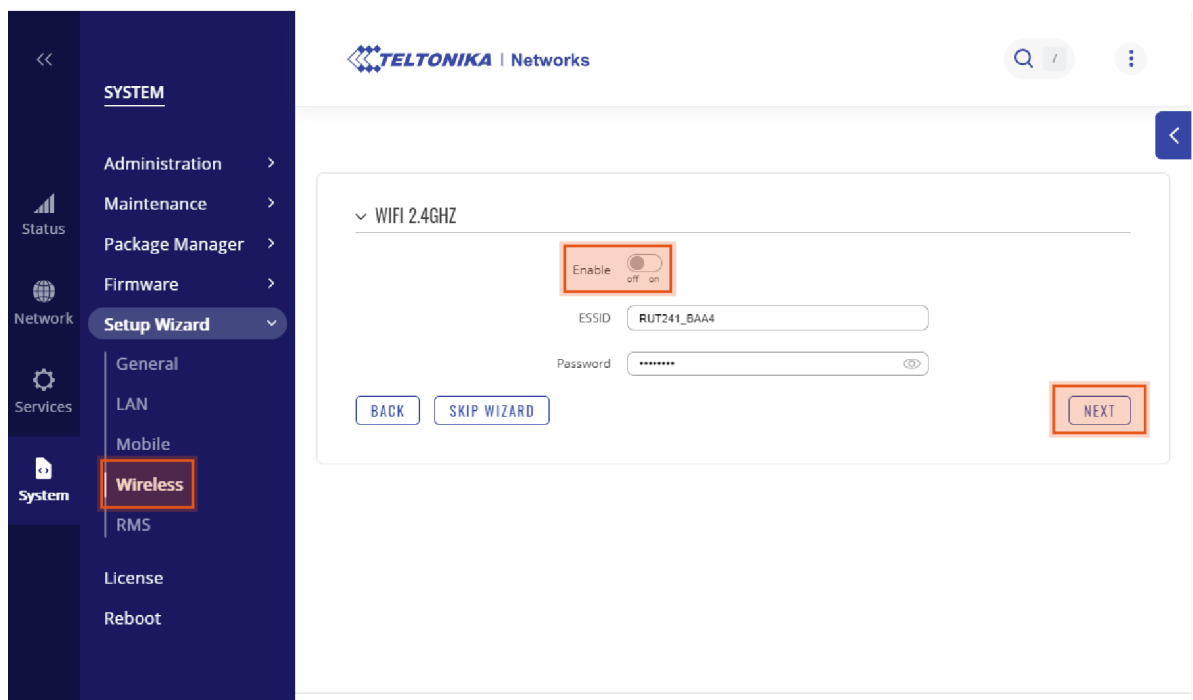 TELTONIKA | Networks
/
SYSTEM
Administration
Maintenance
Package Manager
Firmware
Setup Wizard
General
LAN
Mobile
Wireless
RMS
License
Reboot
Status
Network
Services
System
WIFI 2.4GHZ
Enable
off on
ESSID RUT241_BAA4
Password ••••••••
BACK SKIP WIZARD NEXT